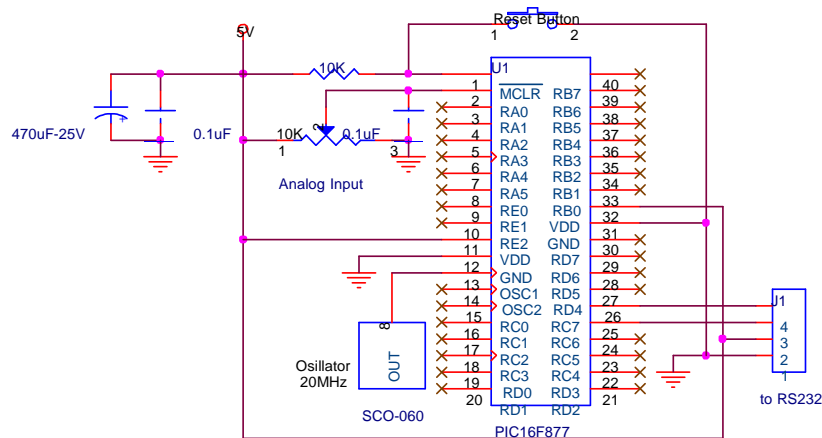 Reset Button
5V
1 2
10K
U1
1 MCLR RB7 40
2 RA0 RB6 39
3 RA1 RB5 38
4 RA2 RB4 37
5 RA3 RB3 36
6 RA4 RB2 35
7 RA5 RB1 34
8 RE0 RB0 33
9 RE1 VDD 32
10 RE2 GND 31
11 VDD RD7 30
12 GND RD6 29
13 OSC1 RD5 28
14 OSC2 RD4 27
15 RC0 RC7 26
16 RC1 RC6 25
17 RC2 RC5 24
18 RC3 RC4 23
19 RD0 RD3 22
20 RD1 RD2 21
PIC16F877
470uF-25V
+
0.1uF
10K
2
0.1uF
1
3
Analog Input
8
OUT
Osillator
20MHz
SCO-060
J1
4
3
2
1
to RS232